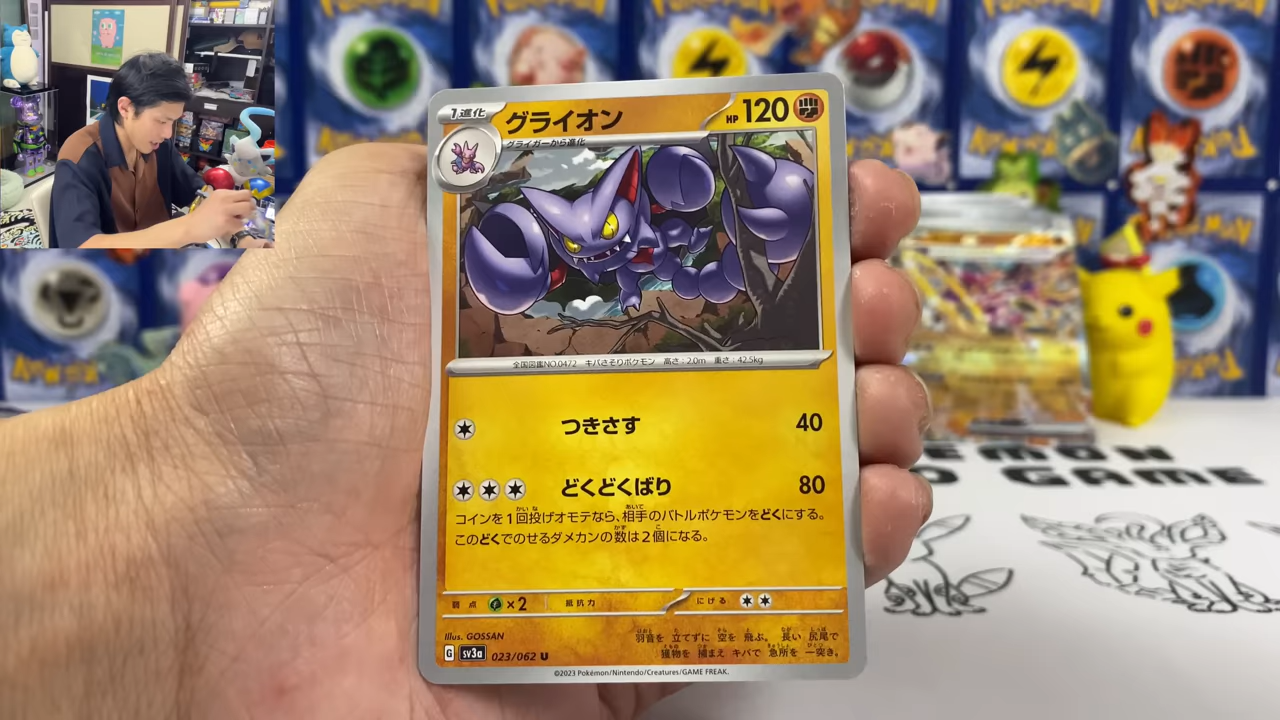 1進化
グライオン
HP 120
グライガーから進化
全国図鑑NO.0472 キバさそりポケモン 高さ:2.0m 重さ:42.5kg
つきさす 40
どくどくばり 80
コインを1回投げオモテなら、相手のバトルポケモンをどくにする。
このどくでのせるダメカンの数は2個になる。
弱点 ×2 抵抗力 にげる
Illus. GOSSAN
G sv3a 023/062 U
羽音を 立てずに 空を 飛ぶ。 長い 尻尾で
獲物を 捕まえ キバで 急所を 一突き。
©2023 Pokémon/Nintendo/Creatures/GAME FREAK.
GAME